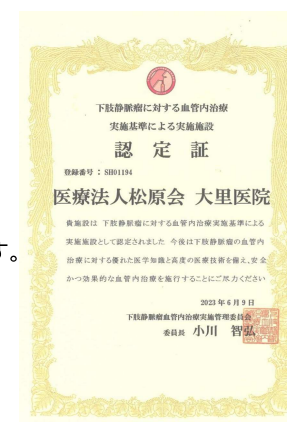 下肢静脈瘤に対する血管内治療
実施基準による実施施設
認定証
登録番号 : SH01194
医療法人松原会 大里医院
貴施設は 下肢静脈瘤に対する血管内治療実施基準による
実施施設として認定されました 今後は下肢静脈瘤の血管内
治療に対する優れた医学知識と高度の医療技術を備え、安全
かつ効果的な血管内治療を施行することにご尽力ください
2023 年 6 月 9 日
下肢静脈瘤血管内治療実施管理委員会
委員長 小川 智弘
す。